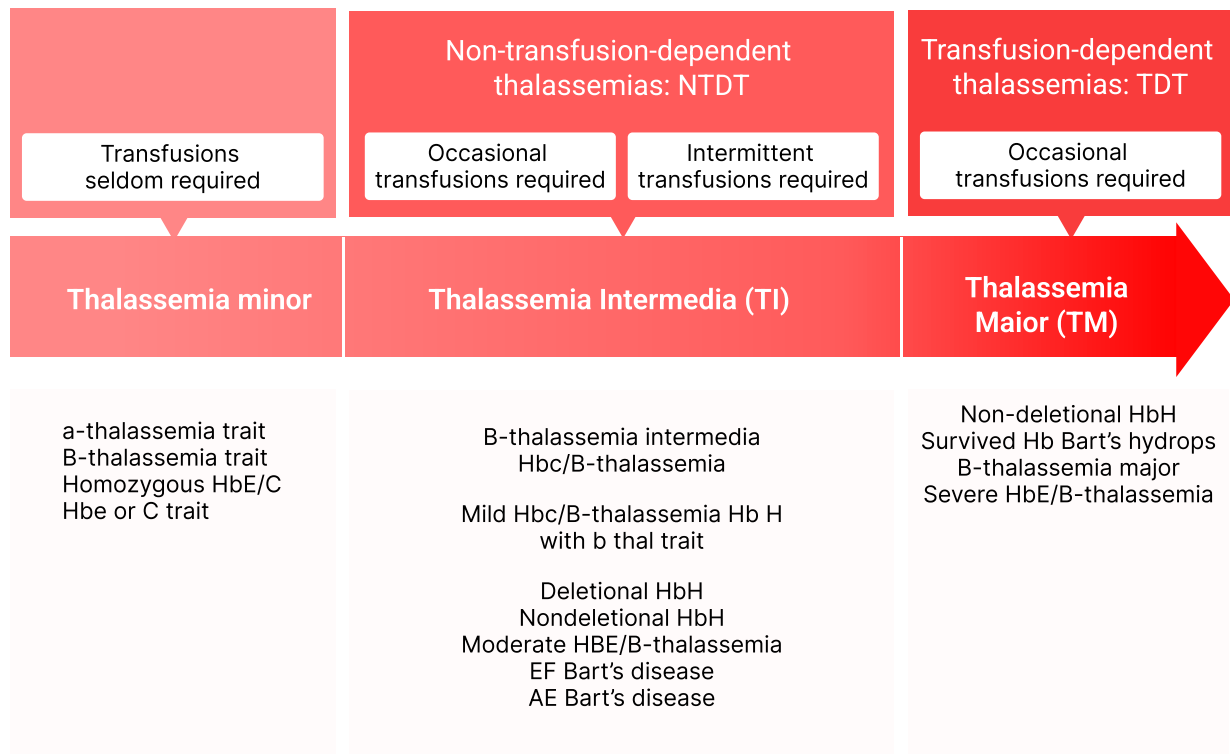 Non-transfusion-dependent
thalassemias: NTDT
Transfusion-dependent
thalassemias: TDT
Transfusions
seldom required
Occasional
transfusions required
Intermittent
transfusions required
Occasional
transfusions required
Thalassemia minor
Thalassemia Intermedia (TI)
Thalassemia
Maior (TM)
a-thalassemia trait
B-thalassemia trait
Homozygous HbE/C
Hbe or C trait
B-thalassemia intermedia
Hbc/B-thalassemia
Mild Hbc/B-thalassemia Hb H
with b thal trait
Deletional HbH
Nondeletional HbH
Moderate HBE/B-thalassemia
EF Bart’s disease
AE Bart’s disease
Non-deletional HbH
Survived Hb Bart’s hydrops
B-thalassemia major
Severe HbE/B-thalassemia